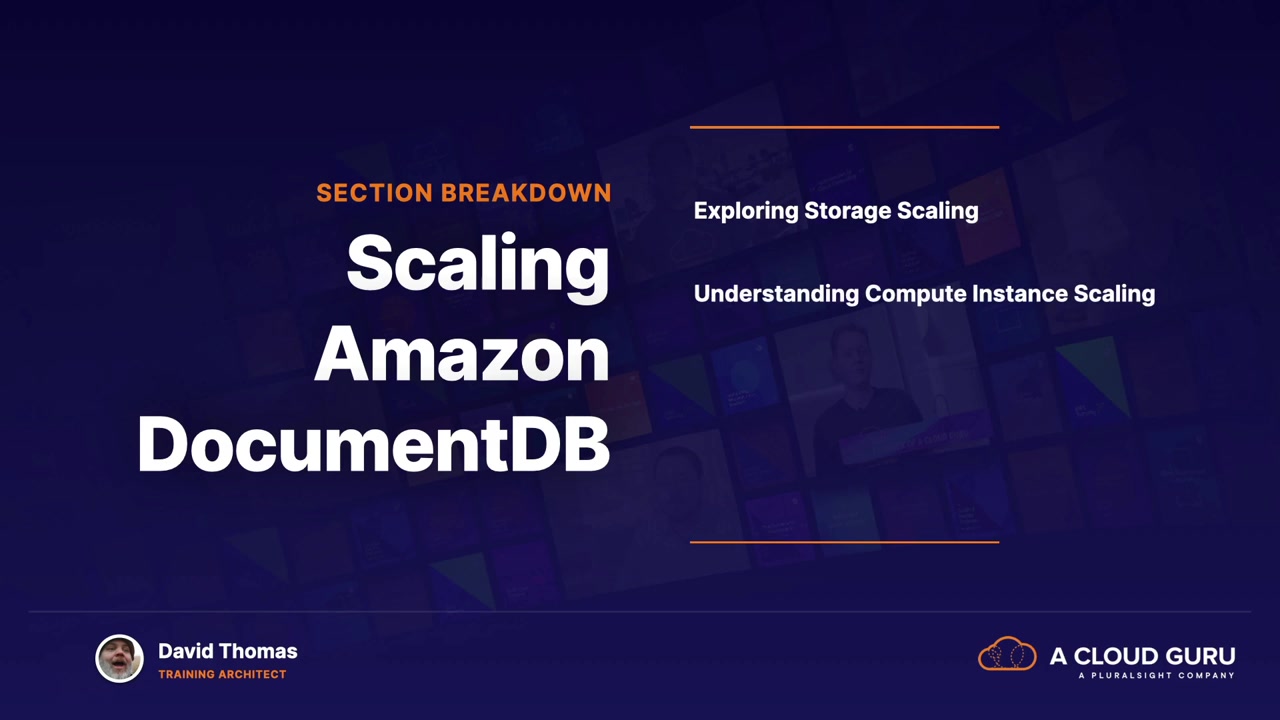 SECTION BREAKDOWN
Scaling
Amazon
DocumentDB
Exploring Storage Scaling
Understanding Compute Instance Scaling
David Thomas
TRAINING ARCHITECT
A CLOUD GURU
A PLURALSIGHT COMPANY